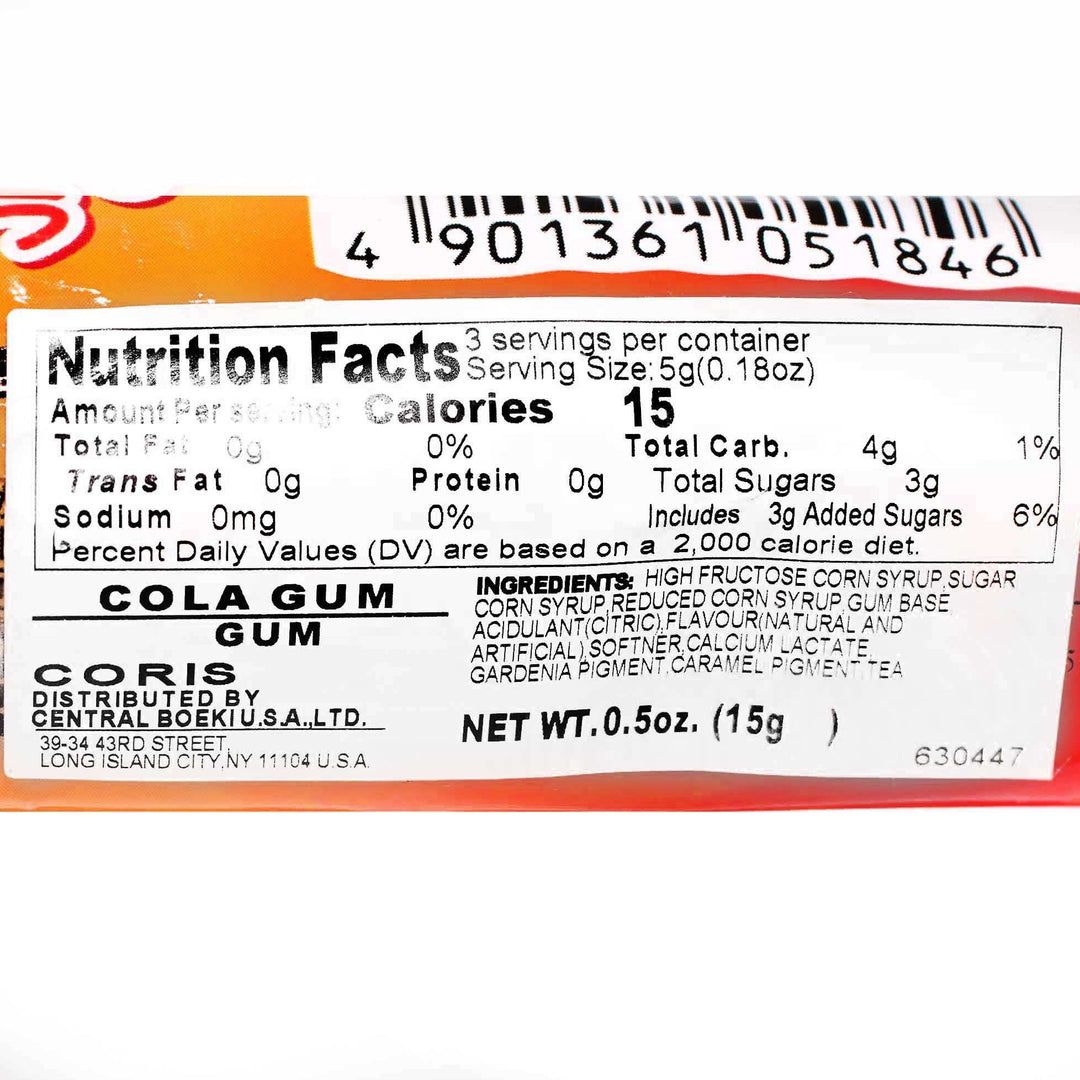 4 901361 051846
Nutrition Facts 3 servings per container
Serving Size: 5g(0.18oz)
Amount Per serving: Calories 15
Total Fat 0g 0% Total Carb. 4g 1%
Trans Fat 0g Protein 0g Total Sugars 3g
Sodium 0mg 0% Includes 3g Added Sugars 6%
Percent Daily Values (DV) are based on a 2,000 calorie diet.
COLA GUM
GUM
CORIS
DISTRIBUTED BY
CENTRAL BOEKI U.S.A.,LTD.
39-34 43RD STREET,
LONG ISLAND CITY,NY 11104 U.S.A.
INGREDIENTS: HIGH FRUCTOSE CORN SYRUP,SUGAR
CORN SYRUP,REDUCED CORN SYRUP,GUM BASE,
ACIDULANT(CITRIC),FLAVOUR(NATURAL AND
ARTIFICIAL),SOFTNER,CALCIUM LACTATE,
GARDENIA PIGMENT,CARAMEL PIGMENT,TEA
NET WT.0.5oz. (15g )
630447